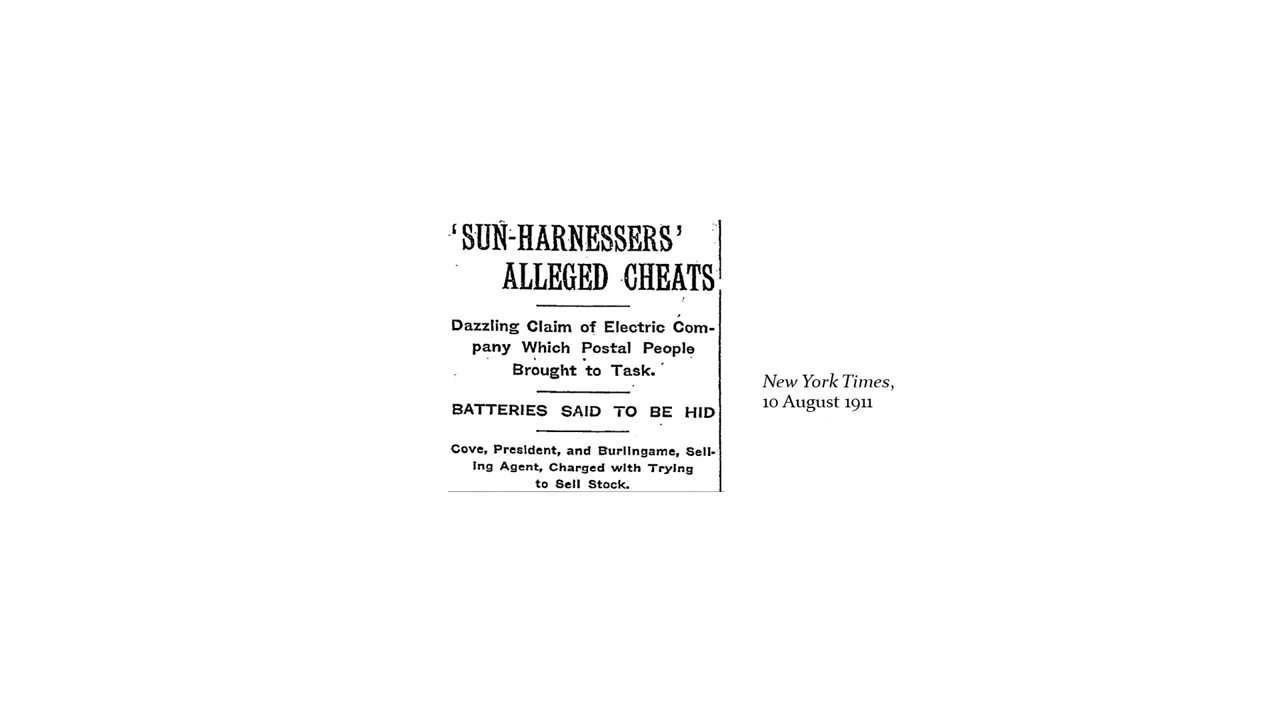 'SUN-HARNESSERS'
ALLEGED CHEATS
Dazzling Claim of Electric Com-
pany Which Postal People
Brought to Task.
BATTERIES SAID TO BE HID
Cove, President, and Burlingame, Sell-
ing Agent, Charged with Trying
to Sell Stock.
New York Times,
10 August 1911